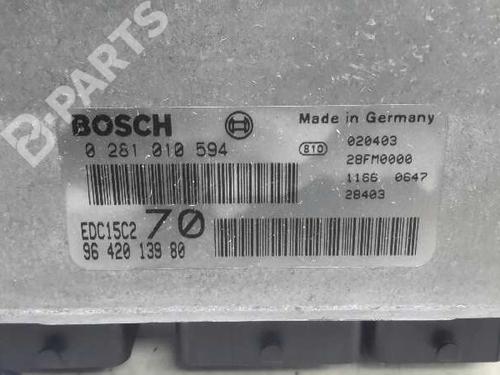 B-PARTS
BOSCH
Made in Germany
0 281 010 594
810
020403
28FM0000
1166 0647
28403
EDC15C2 70
96 420 139 80